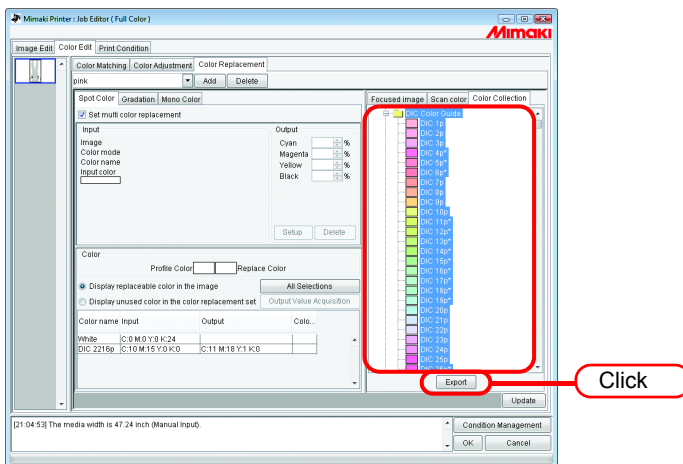 Mimaki Printer : Job Editor ( Full Color )
Mimaki
Image Edit Color Edit Print Condition
Color Matching Color Adjustment Color Replacement
pink Add Delete
Spot Color Gradation Mono Color
Set multi color replacement
Input
Image
Color mode
Color name
Input color
Output
Cyan %
Magenta %
Yellow %
Black %
Setup Delete
Color
Profile Color Replace Color
Display replaceable color in the image
All Selections
Display unused color in the color replacement set
Output Value Acquisition
Color name Input Output Colo...
White C:0 M:0 Y:0 K:24
DIC 2216p C:10 M:15 Y:0 K:0 C:11 M:18 Y:1 K:0
Focused image Scan color Color Collection
DIC Color Guide
DIC 1p
DIC 2p
DIC 3p
DIC 4p*
DIC 5p*
DIC 6p*
DIC 7p
DIC 8p
DIC 9p
DIC 10p
DIC 11p*
DIC 12p*
DIC 13p*
DIC 14p*
DIC 15p*
DIC 16p*
DIC 17p*
DIC 18p*
DIC 19p*
DIC 20p
DIC 21p
DIC 22p
DIC 23p
DIC 24p
DIC 25p
DIC 26p*
Export
Click
Update
[21:04:53] The media width is 47.24 inch (Manual Input).
Condition Management
OK Cancel